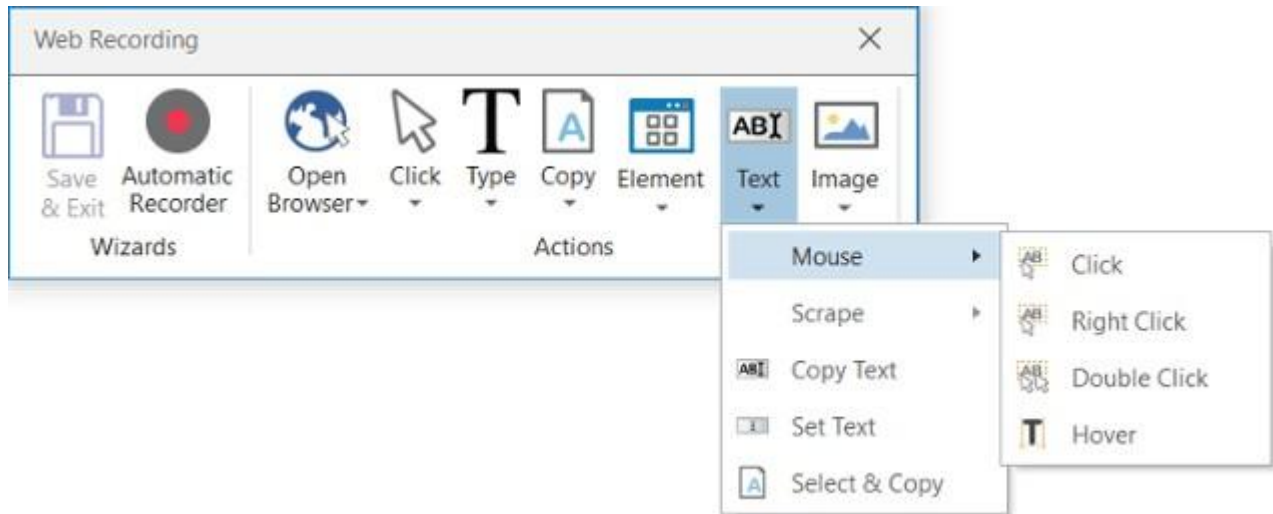 Web Recording
Save
& Exit
Automatic
Recorder
Open
Browser
Click
Type
Copy
Element
Text
Image
Wizards
Actions
Mouse
Scrape
Copy Text
Set Text
Select & Copy
Click
Right Click
Double Click
Hover